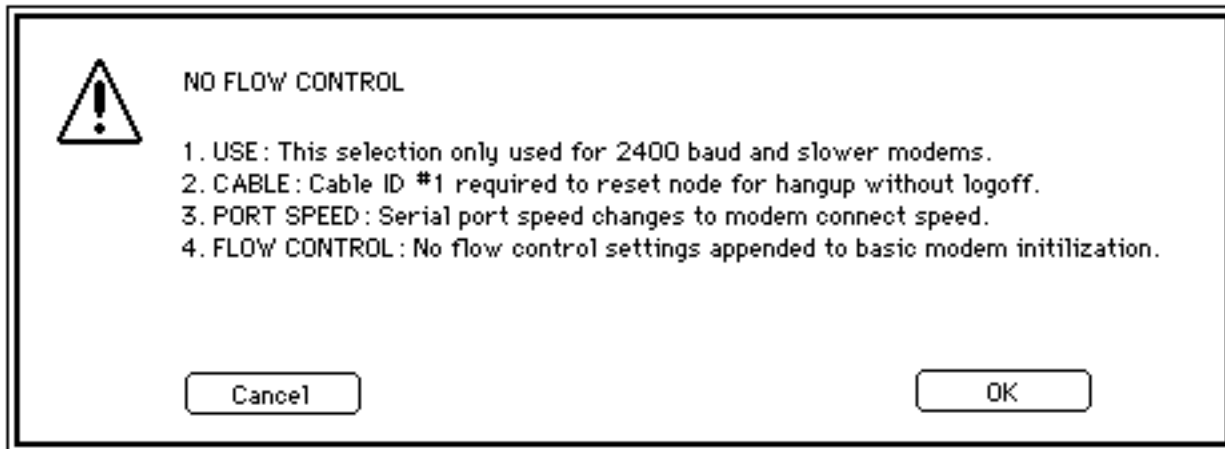 NO FLOW CONTROL
1. USE: This selection only used for 2400 baud and slower modems.
2. CABLE: Cable ID #1 required to reset node for hangup without logoff.
3. PORT SPEED: Serial port speed changes to modem connect speed.
4. FLOW CONTROL: No flow control settings appended to basic modem initilization.
Cancel
OK